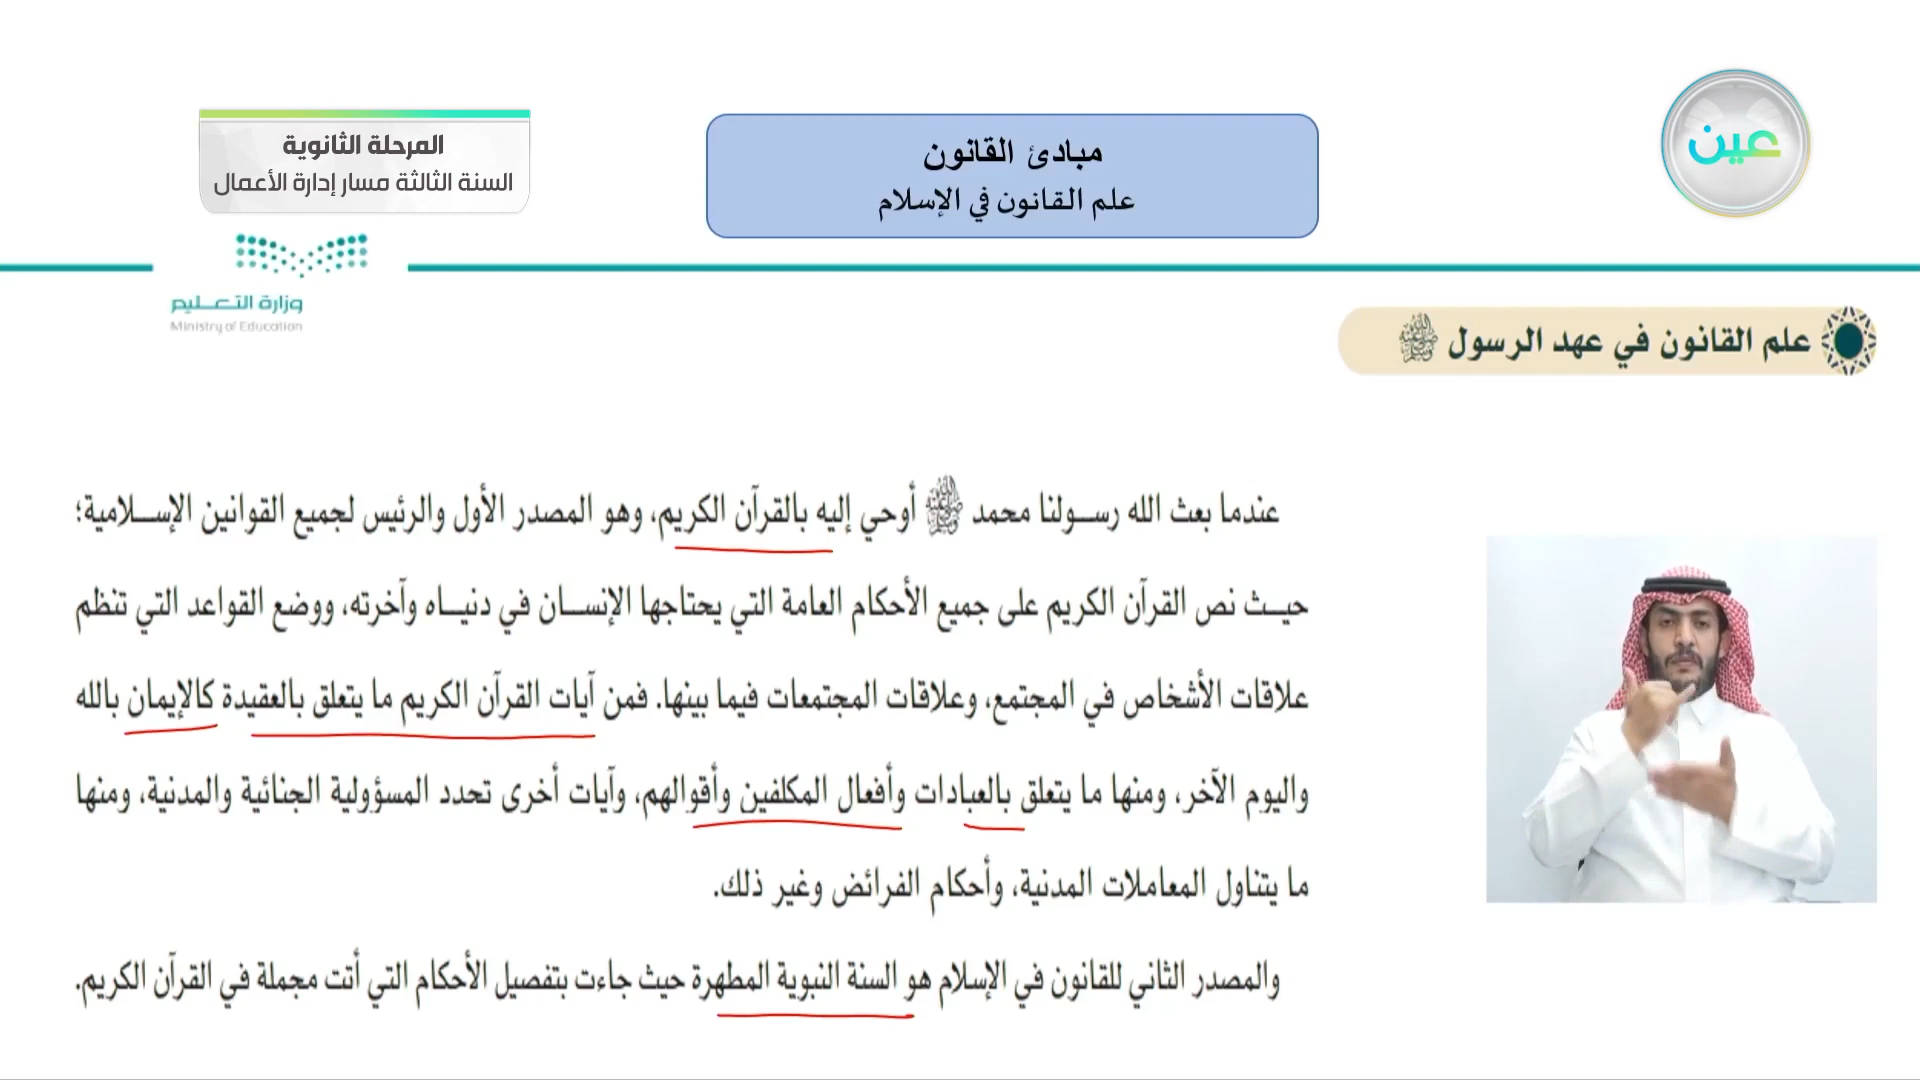 المرحلة الثانوية
السنة الثالثة مسار إدارة الأعمال
مبادئ القانون
علم القانون في الإسلام
عين
وزارة التعـــليم
Ministry of Education
علم القانون في عهد الرسول ﷺ
عندما بعث الله رســولنا محمد ﷺ أوحي إليه بالقرآن الكريم، وهو المصدر الأول والرئيس لجميع القوانين الإســـلامية؛
حيــث نص القرآن الكريم على جميع الأحكام العامة التي يحتاجها الإنســـان في دنيـــاه وآخرته، ووضع القواعد التي تنظم
علاقات الأشخاص في المجتمع، وعلاقات المجتمعات فيما بينها. فمن آيات القرآن الكريم ما يتعلق بالعقيدة كالإيمان بالله
واليوم الآخر، ومنها ما يتعلق بالعبادات وأفعال المكلفين وأقوالهم، وآيات أخرى تحدد المسؤولية الجنائية والمدنية، ومنها
ما يتناول المعاملات المدنية، وأحكام الفرائض وغير ذلك.
والمصدر الثاني للقانون في الإسلام هو السنة النبوية المطهرة حيث جاءت بتفصيل الأحكام التي أتت مجملة في القرآن الكريم.